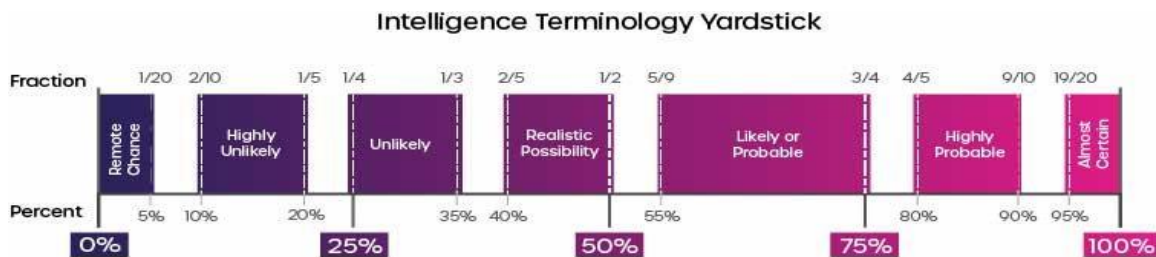 Intelligence Terminology Yardstick
Fraction 1/20 2/10 1/5 1/4 1/3 2/5 1/2 5/9 3/4 4/5 9/10 19/20
Remote
Chance
Highly
Unlikely
Unlikely
Realistic
Possibility
Likely or
Probable
Highly
Probable
Almost
Certain
Percent 5% 10% 20% 35% 40% 55% 80% 90% 95%
0% 25% 50% 75% 100%